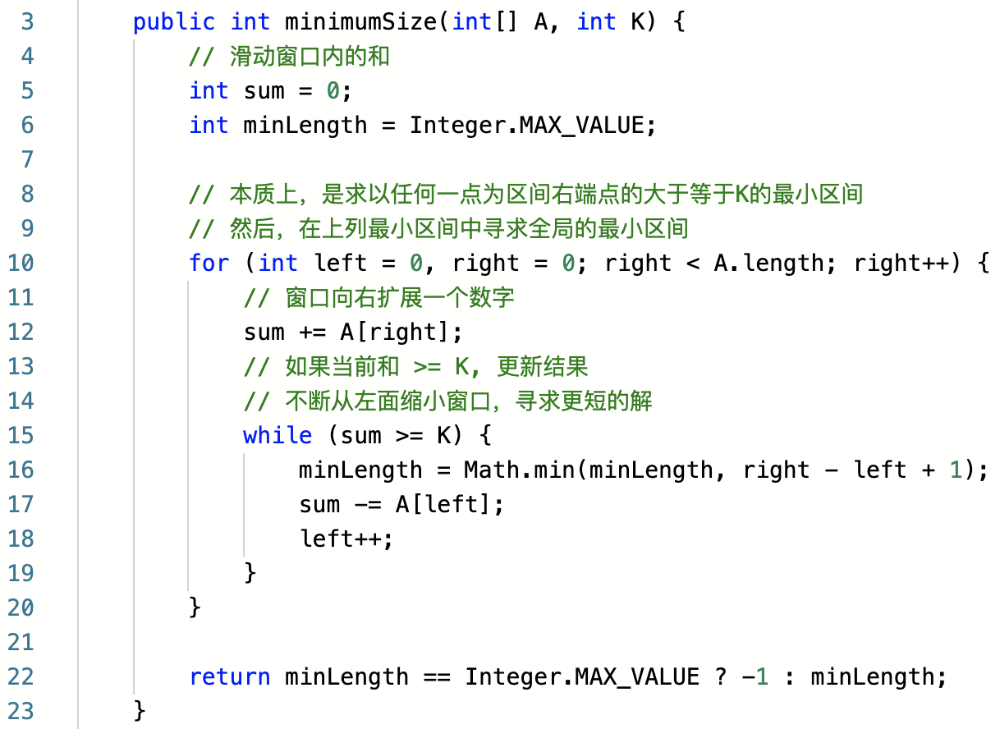 3 public int minimumSize(int[] A, int K) {
4 // 滑动窗口内的和
5 int sum = 0;
6 int minLength = Integer.MAX_VALUE;
7
8 // 本质上，是求以任何一点为区间右端点的大于等于K的最小区间
9 // 然后，在上列最小区间中寻求全局的最小区间
10 for (int left = 0, right = 0; right < A.length; right++) {
11 // 窗口向右扩展一个数字
12 sum += A[right];
13 // 如果当前和 >= K, 更新结果
14 // 不断从左面缩小窗口，寻求更短的解
15 while (sum >= K) {
16 minLength = Math.min(minLength, right - left + 1);
17 sum -= A[left];
18 left++;
19 }
20 }
21
22 return minLength == Integer.MAX_VALUE ? -1 : minLength;
23 }